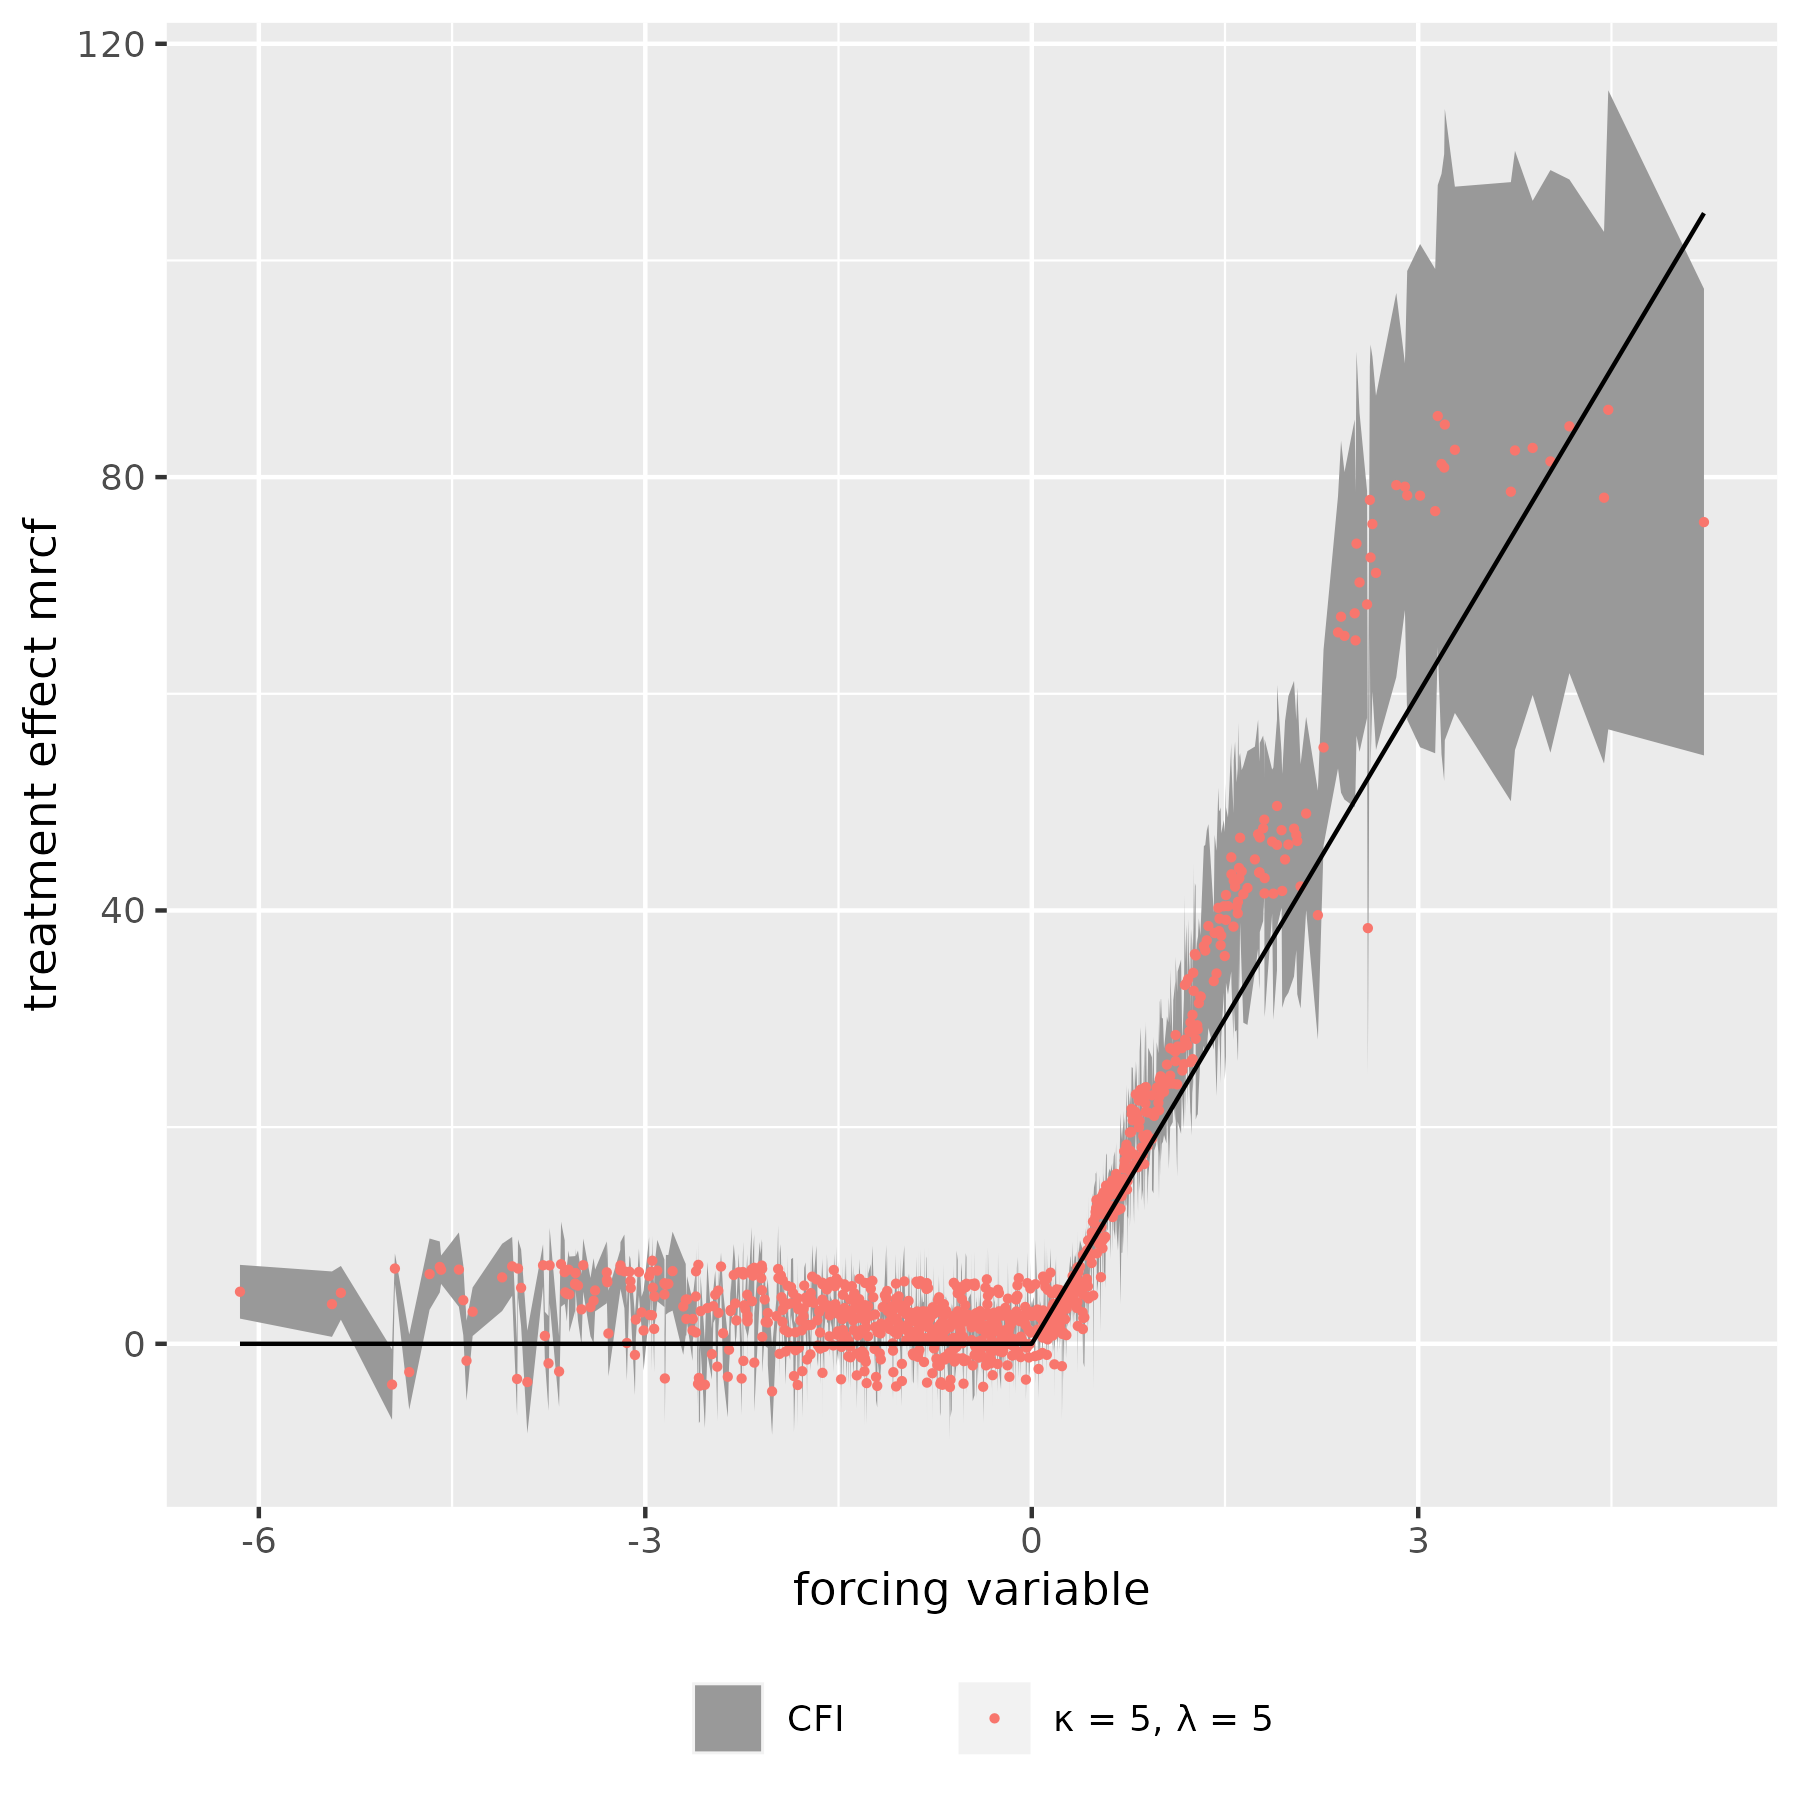 120
80
40
0
treatment effect mrcf
-6
-3
0
3
forcing variable
CFI
κ = 5, λ = 5